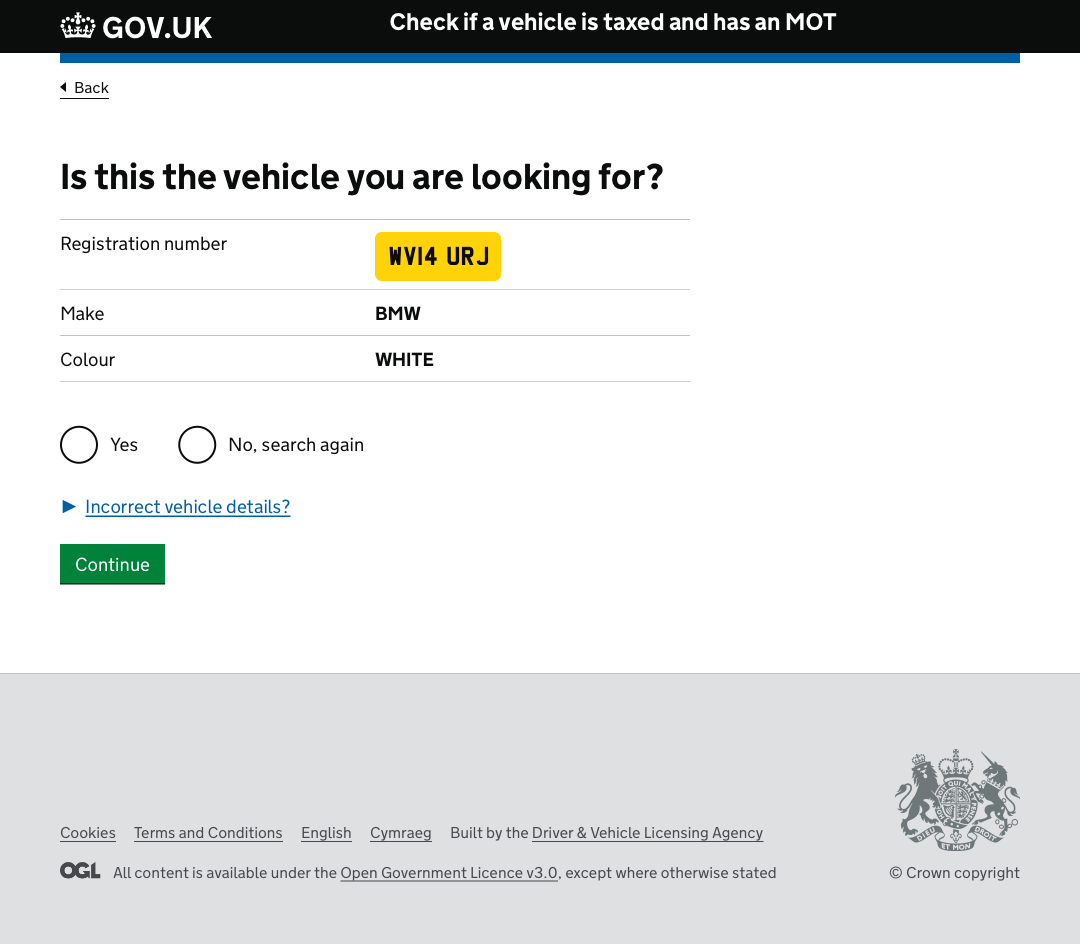 GOV.UK
Check if a vehicle is taxed and has an MOT
Back
Is this the vehicle you are looking for?
Registration number WV14 URJ
Make BMW
Colour WHITE
Yes No, search again
Incorrect vehicle details?
Continue
Cookies Terms and Conditions English Cymraeg Built by the Driver & Vehicle Licensing Agency
OGL All content is available under the Open Government Licence v3.0, except where otherwise stated
DIEU ET MON DROIT
© Crown copyright